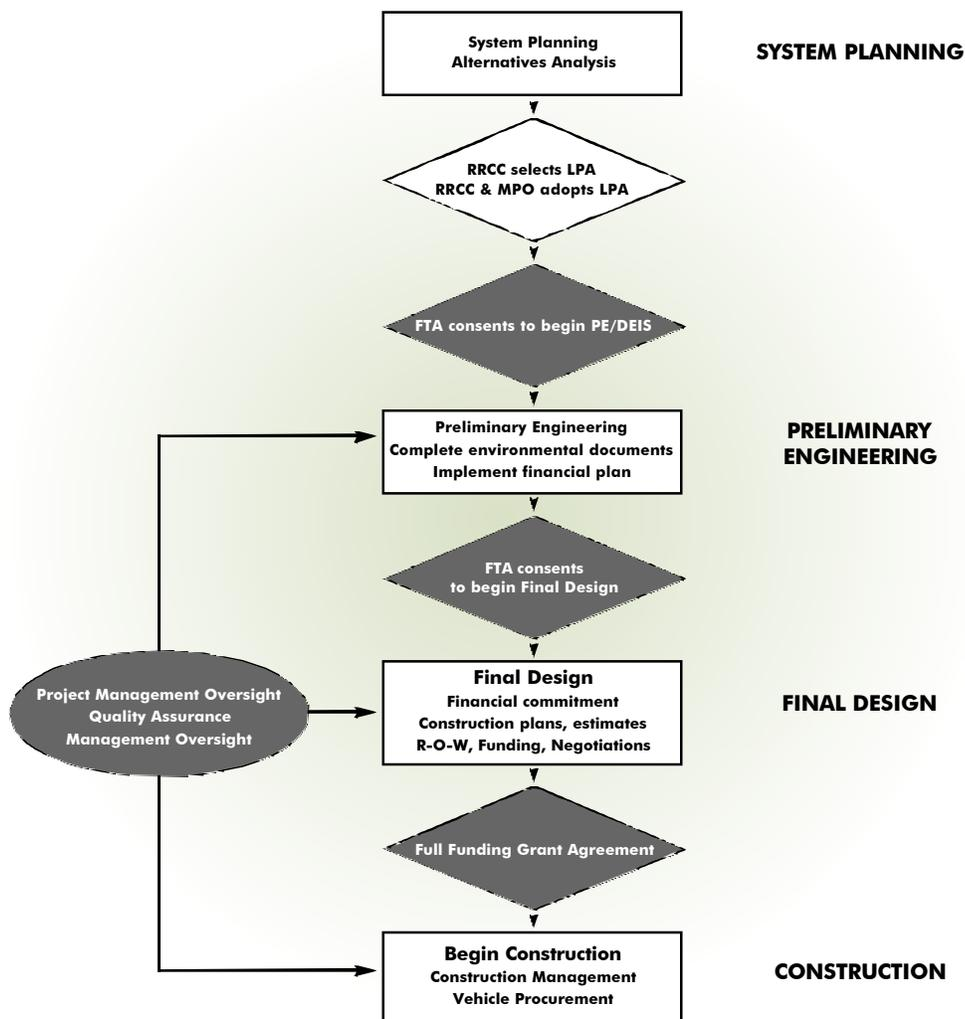 System Planning
Alternatives Analysis
SYSTEM PLANNING
RRCC selects LPA
RRCC & MPO adopts LPA
FTA consents to begin PE/DEIS
Preliminary Engineering
Complete environmental documents
Implement financial plan
PRELIMINARY
ENGINEERING
FTA consents
to begin Final Design
Project Management Oversight
Quality Assurance
Management Oversight
Final Design
Financial commitment
Construction plans, estimates
R-O-W, Funding, Negotiations
FINAL DESIGN
Full Funding Grant Agreement
Begin Construction
Construction Management
Vehicle Procurement
CONSTRUCTION